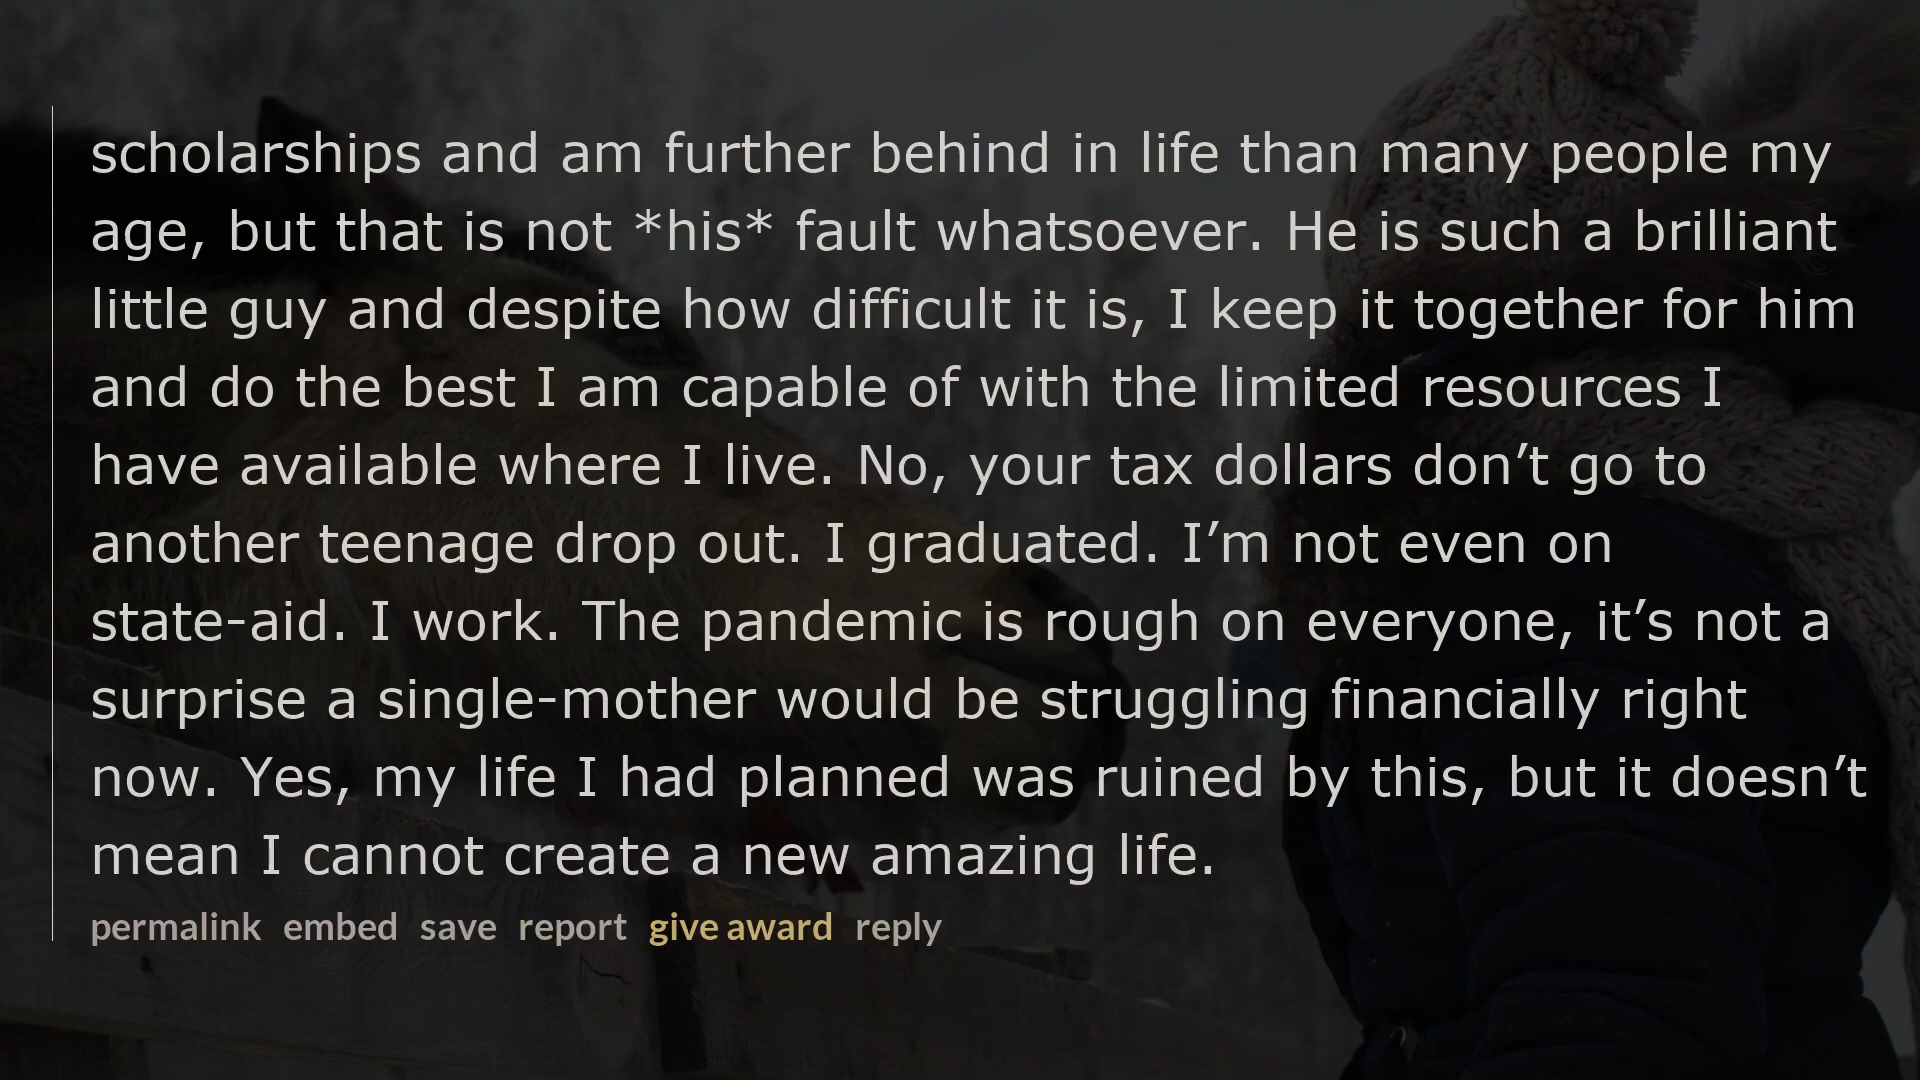 scholarships and am further behind in life than many people my
age, but that is not *his* fault whatsoever. He is such a brilliant
little guy and despite how difficult it is, I keep it together for him
and do the best I am capable of with the limited resources I
have available where I live. No, your tax dollars don’t go to
another teenage drop out. I graduated. I’m not even on
state-aid. I work. The pandemic is rough on everyone, it’s not a
surprise a single-mother would be struggling financially right
now. Yes, my life I had planned was ruined by this, but it doesn’t
mean I cannot create a new amazing life.
permalink embed save report give award reply